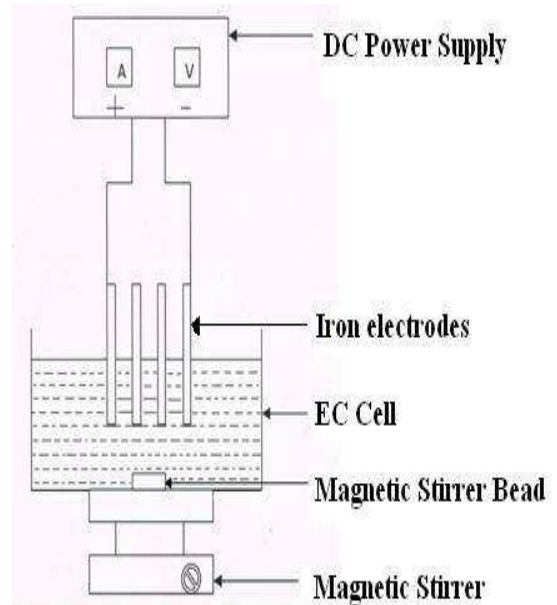 DC Power Supply
A V
+ -
Iron electrodes
EC Cell
Magnetic Stirrer Bead
Magnetic Stirrer